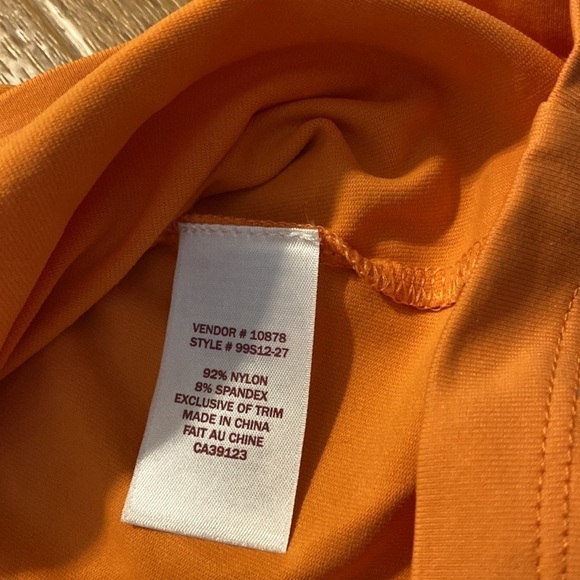 VENDOR # 10878
STYLE # 99S12-27
92% NYLON
8% SPANDEX
EXCLUSIVE OF TRIM
MADE IN CHINA
FAIT AU CHINE
CA39123